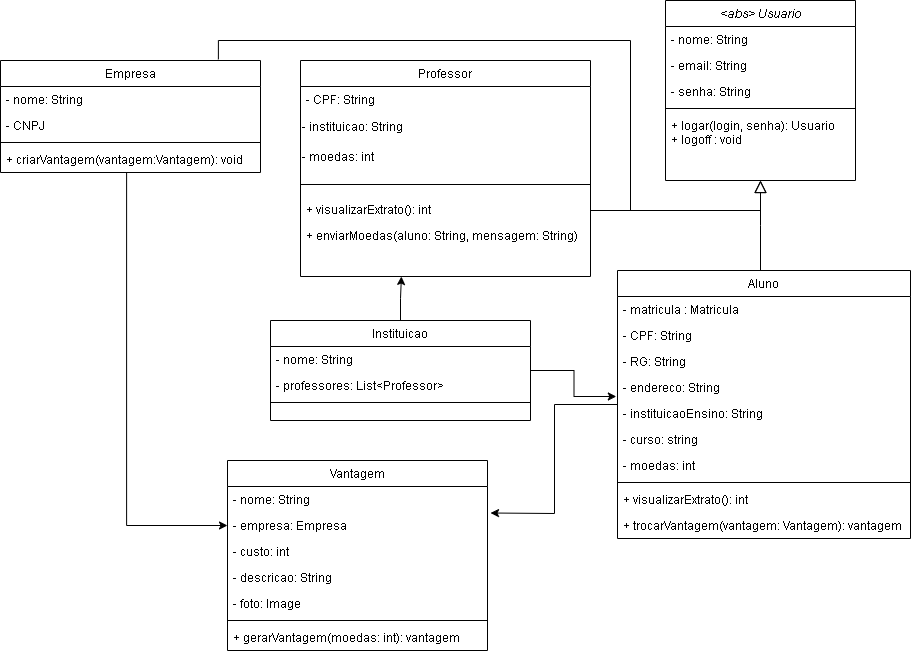 <abs> Usuario
- nome: String
- email: String
- senha: String
+ logar(login, senha): Usuario
+ logoff : void
Empresa
- nome: String
- CNPJ
+ criarVantagem(vantagem:Vantagem): void
Professor
- CPF: String
- instituicao: String
- moedas: int
+ visualizarExtrato(): int
+ enviarMoedas(aluno: String, mensagem: String)
Aluno
- matricula : Matricula
- CPF: String
- RG: String
- endereco: String
- instituicaoEnsino: String
- curso: string
- moedas: int
+ visualizarExtrato(): int
+ trocarVantagem(vantagem: Vantagem): vantagem
Instituicao
- nome: String
- professores: List<Professor>
Vantagem
- nome: String
- empresa: Empresa
- custo: int
- descricao: String
- foto: Image
+ gerarVantagem(moedas: int): vantagem